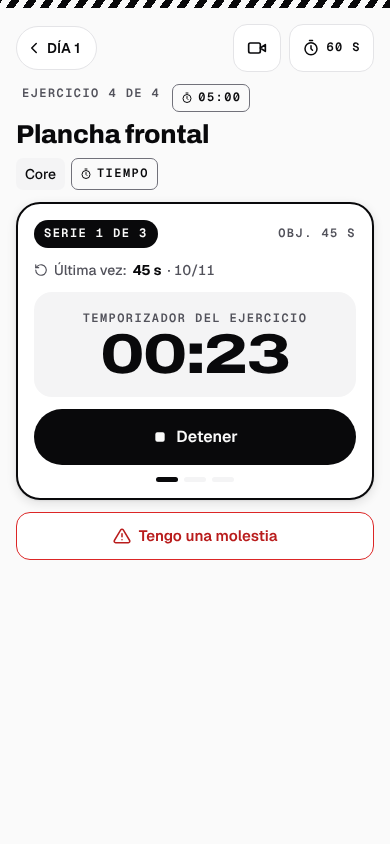 DÍA 1
60 S
EJERCICIO 4 DE 4
05:00
Plancha frontal
Core
TIEMPO
SERIE 1 DE 3
OBJ. 45 S
Última vez: 45 s · 10/11
TEMPORIZADOR DEL EJERCICIO
00:23
Detener
Tengo una molestia